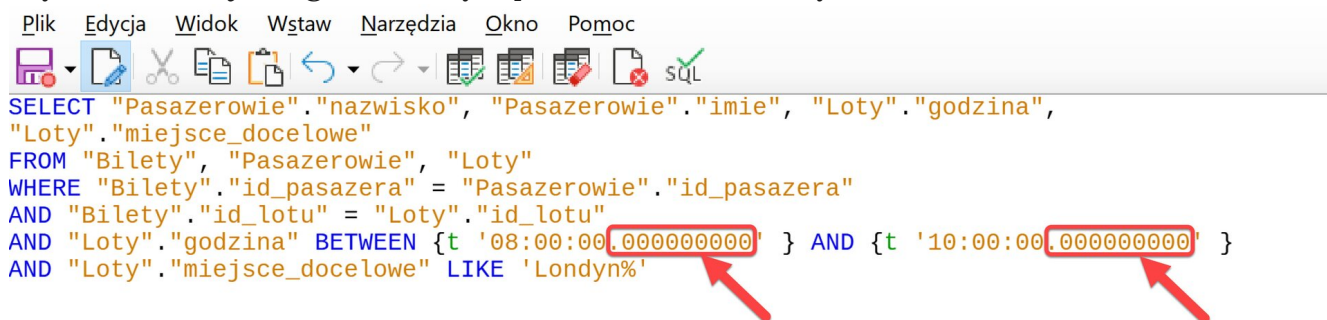 Plik Edycja Widok Wstaw Narzędzia Okno Pomoc
SQL
SELECT "Pasazerowie"."nazwisko", "Pasazerowie"."imie", "Loty"."godzina",
"Loty"."miejsce_docelowe"
FROM "Bilety", "Pasazerowie", "Loty"
WHERE "Bilety"."id_pasazera" = "Pasazerowie"."id_pasazera"
AND "Bilety"."id_lotu" = "Loty"."id_lotu"
AND "Loty"."godzina" BETWEEN {t '08:00:00.000000000' } AND {t '10:00:00.000000000' }
AND "Loty"."miejsce_docelowe" LIKE 'Londyn%'